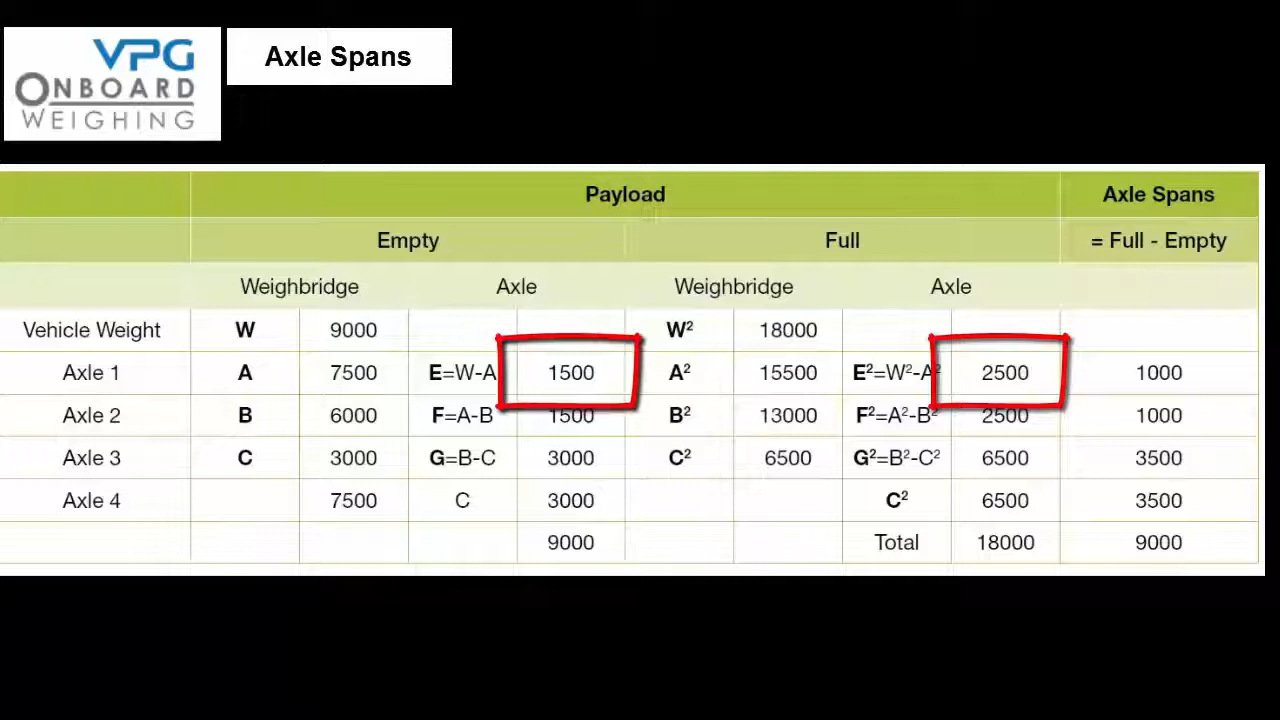 VPG
ONBOARD
WEIGHING
Axle Spans
Payload Axle Spans
Empty Full = Full - Empty
Weighbridge Axle Weighbridge Axle
Vehicle Weight W 9000 W² 18000
Axle 1 A 7500 E=W-A 1500 A² 15500 E²=W²-A² 2500 1000
Axle 2 B 6000 F=A-B 1500 B² 13000 F²=A²-B² 2500 1000
Axle 3 C 3000 G=B-C 3000 C² 6500 G²=B²-C² 6500 3500
Axle 4 7500 C 3000 C² 6500 3500
9000 Total 18000 9000